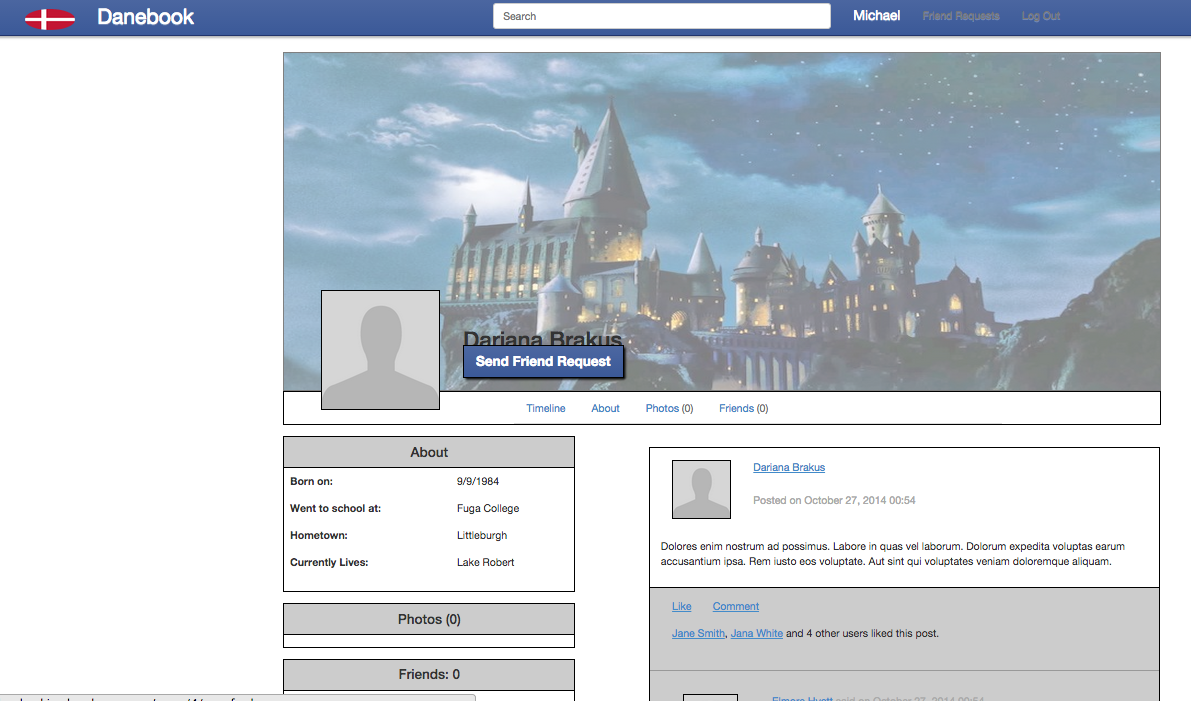 Danebook
Search
Michael
Friend Requsets
Log Out
Dariana Brakus
Send Friend Request
Timeline
About
Photos (0)
Friends (0)
About
Born on: 9/9/1984
Went to school at: Fuga College
Hometown: Littleburgh
Currently Lives: Lake Robert
Photos (0)
Friends: 0
Dariana Brakus
Posted on October 27, 2014 00:54
Dolores enim nostrum ad possimus. Labore in quas vel laborum. Dolorum expedita voluptas earum
accusantium ipsa. Rem iusto eos voluptate. Aut sint qui voluptates veniam doloremque aliquam.
Like Comment
Jane Smith, Jana White and 4 other users liked this post.
said on October 27, 2014 00:54